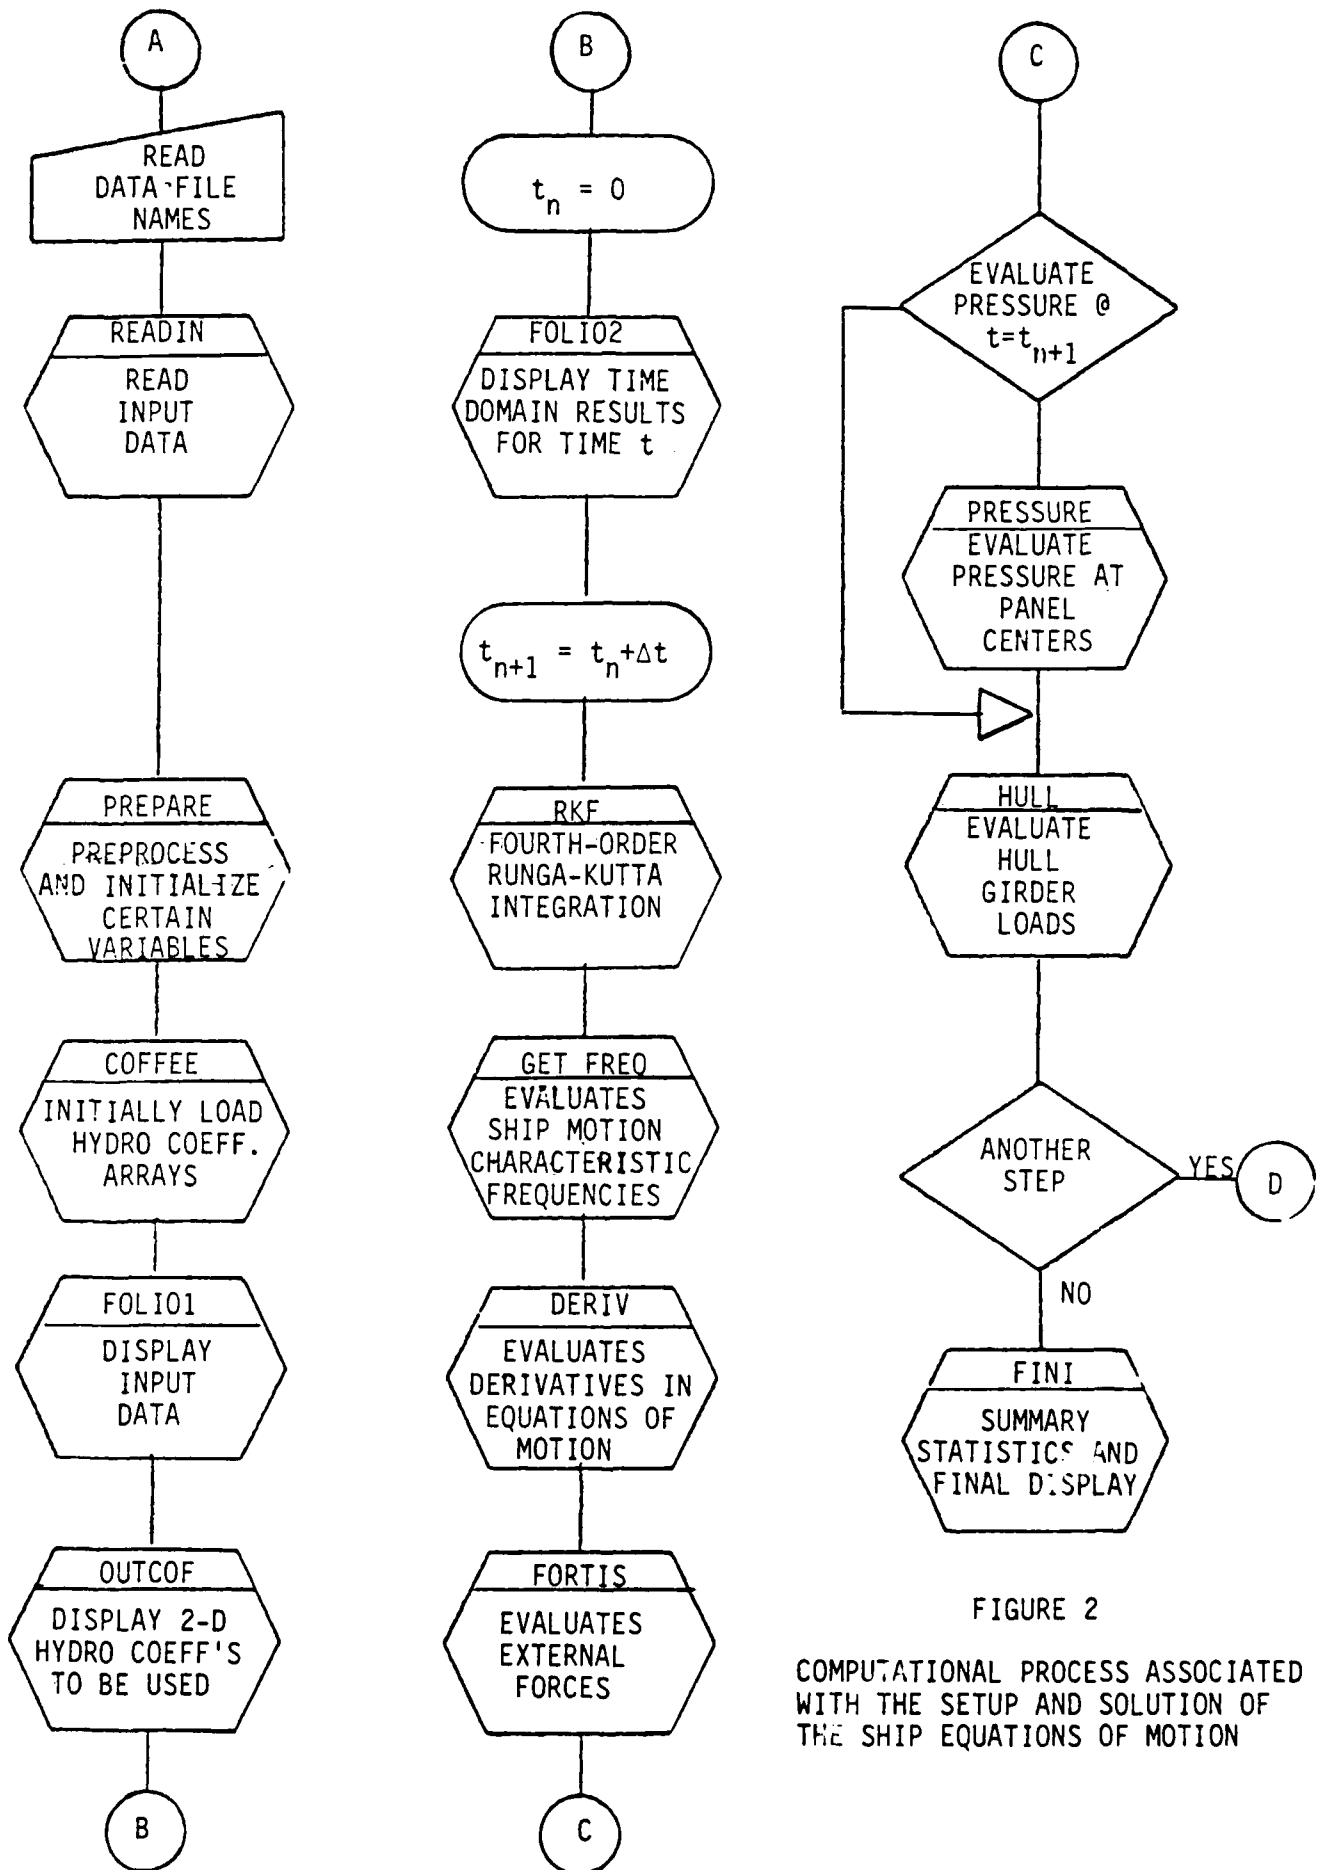 A
READ
DATA FILE
NAMES
READIN
READ
INPUT
DATA
PREPARE
PREPROCESS
AND INITIALIZE
CERTAIN
VARIABLES
COFFEE
INITIALLY LOAD
HYDRO COEFF.
ARRAYS
FOLIO1
DISPLAY
INPUT
DATA
OUTCOF
DISPLAY 2-D
HYDRO COEFF'S
TO BE USED
B
B
t_n = 0
FOLIO2
DISPLAY TIME
DOMAIN RESULTS
FOR TIME t
t_{n+1} = t_n+Δt
RKF
FOURTH-ORDER
RUNGA-KUTTA
INTEGRATION
GET FREQ
EVALUATES
SHIP MOTION
CHARACTERISTIC
FREQUENCIES
DERIV
EVALUATES
DERIVATIVES IN
EQUATIONS OF
MOTION
FORTIS
EVALUATES
EXTERNAL
FORCES
C
C
EVALUATE
PRESSURE @
t=t_{n+1}
PRESSURE
EVALUATE
PRESSURE AT
PANEL
CENTERS
HULL
EVALUATE
HULL
GIRDER
LOADS
ANOTHER
STEP
YES
D
NO
FINI
SUMMARY
STATISTICS AND
FINAL DISPLAY
FIGURE 2
COMPUTATIONAL PROCESS ASSOCIATED
WITH THE SETUP AND SOLUTION OF
THE SHIP EQUATIONS OF MOTION